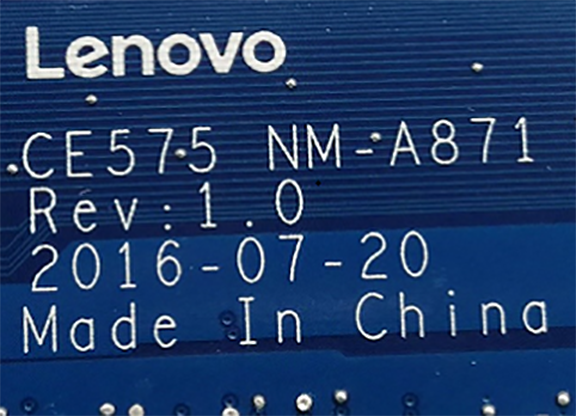 Lenovo
CE575 NM-A871
Rev:1.0
2016-07-20
Made In China